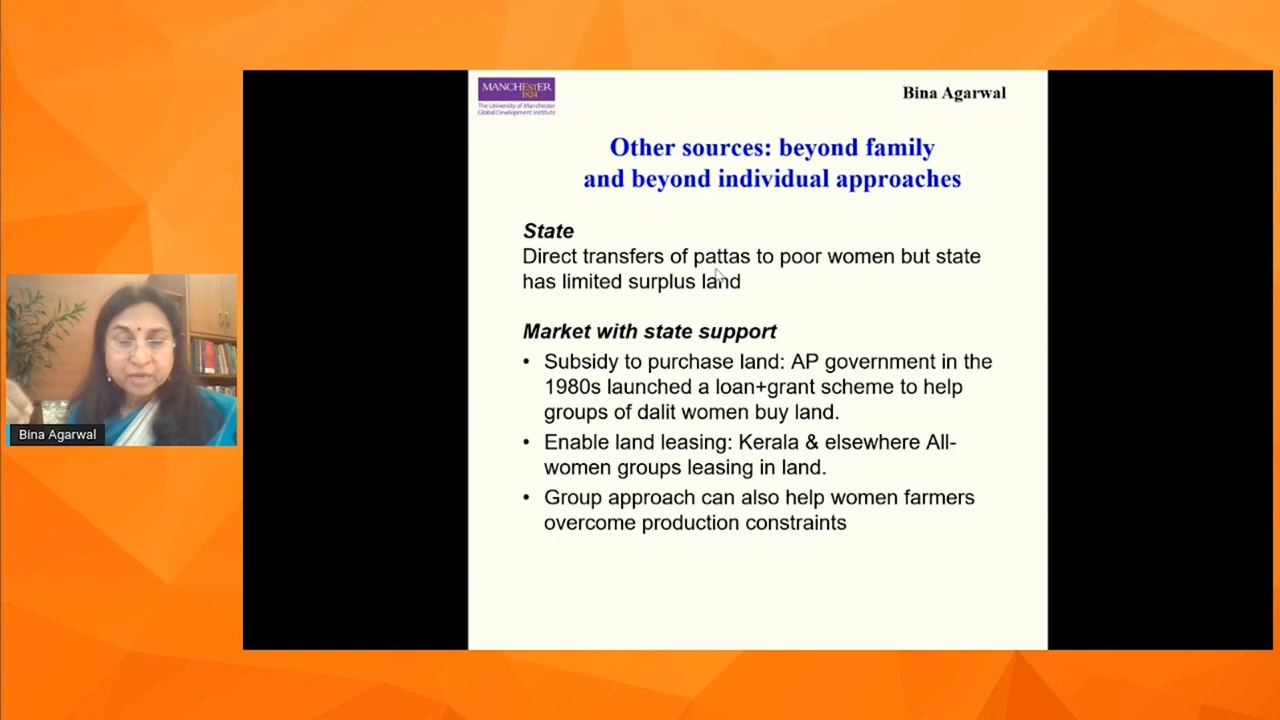 MANCHESTER
1824
The University of Manchester
Global Development Institute
Bina Agarwal
Other sources: beyond family
and beyond individual approaches
State
Direct transfers of pattas to poor women but state
has limited surplus land
Market with state support
• Subsidy to purchase land: AP government in the
1980s launched a loan+grant scheme to help
groups of dalit women buy land.
• Enable land leasing: Kerala & elsewhere All-
women groups leasing in land.
• Group approach can also help women farmers
overcome production constraints
Bina Agarwal